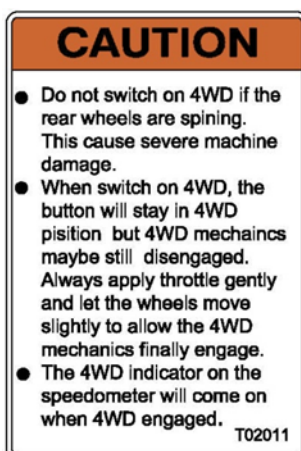 CAUTION
● Do not switch on 4WD if the
rear wheels are spining.
This cause severe machine
damage.
● When switch on 4WD, the
button will stay in 4WD
pisition but 4WD mechaincs
maybe still disengaged.
Always apply throttle gently
and let the wheels move
slightly to allow the 4WD
mechanics finally engage.
● The 4WD indicator on the
speedometer will come on
when 4WD engaged.
T02011